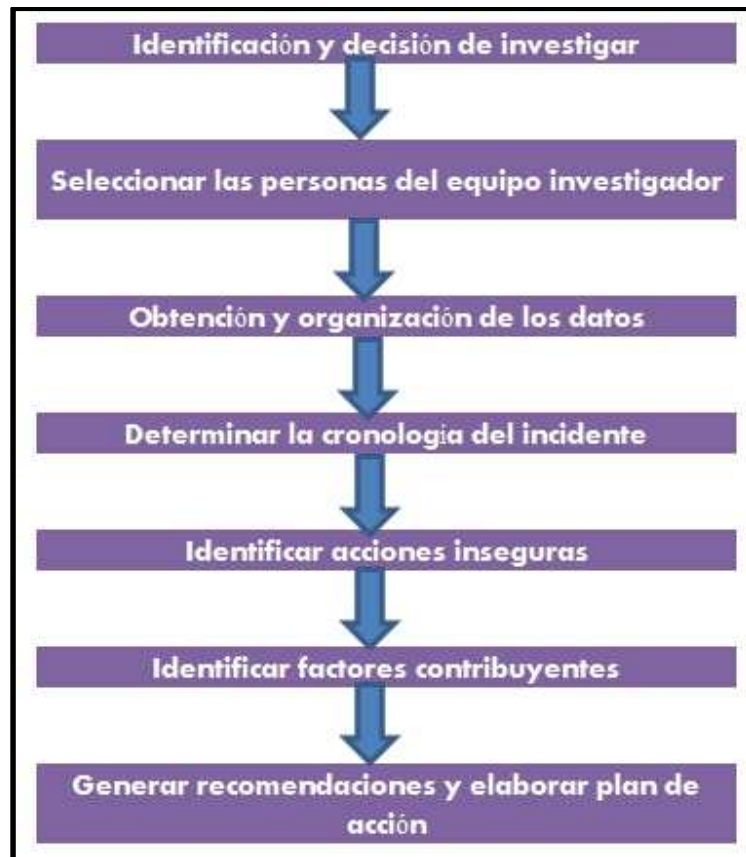 Identificación y decisión de investigar
Seleccionar las personas del equipo investigador
Obtención y organización de los datos
Determinar la cronología del incidente
Identificar acciones inseguras
Identificar factores contribuyentes
Generar recomendaciones y elaborar plan de
acción